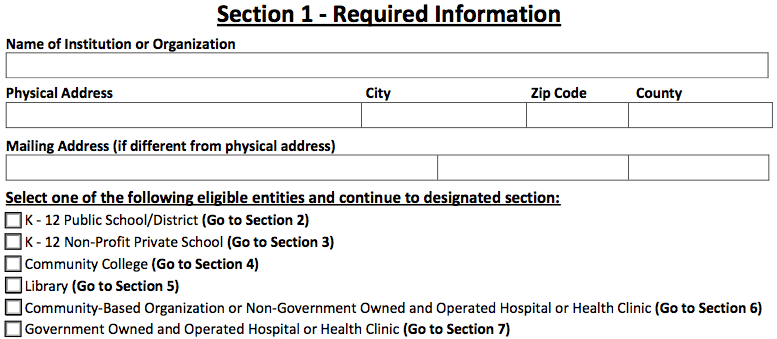 Section 1 - Required Information
Name of Institution or Organization
Physical Address City Zip Code County
Mailing Address (if different from physical address)
Select one of the following eligible entities and continue to designated section:
K - 12 Public School/District (Go to Section 2)
K - 12 Non-Profit Private School (Go to Section 3)
Community College (Go to Section 4)
Library (Go to Section 5)
Community-Based Organization or Non-Government Owned and Operated Hospital or Health Clinic (Go to Section 6)
Government Owned and Operated Hospital or Health Clinic (Go to Section 7)